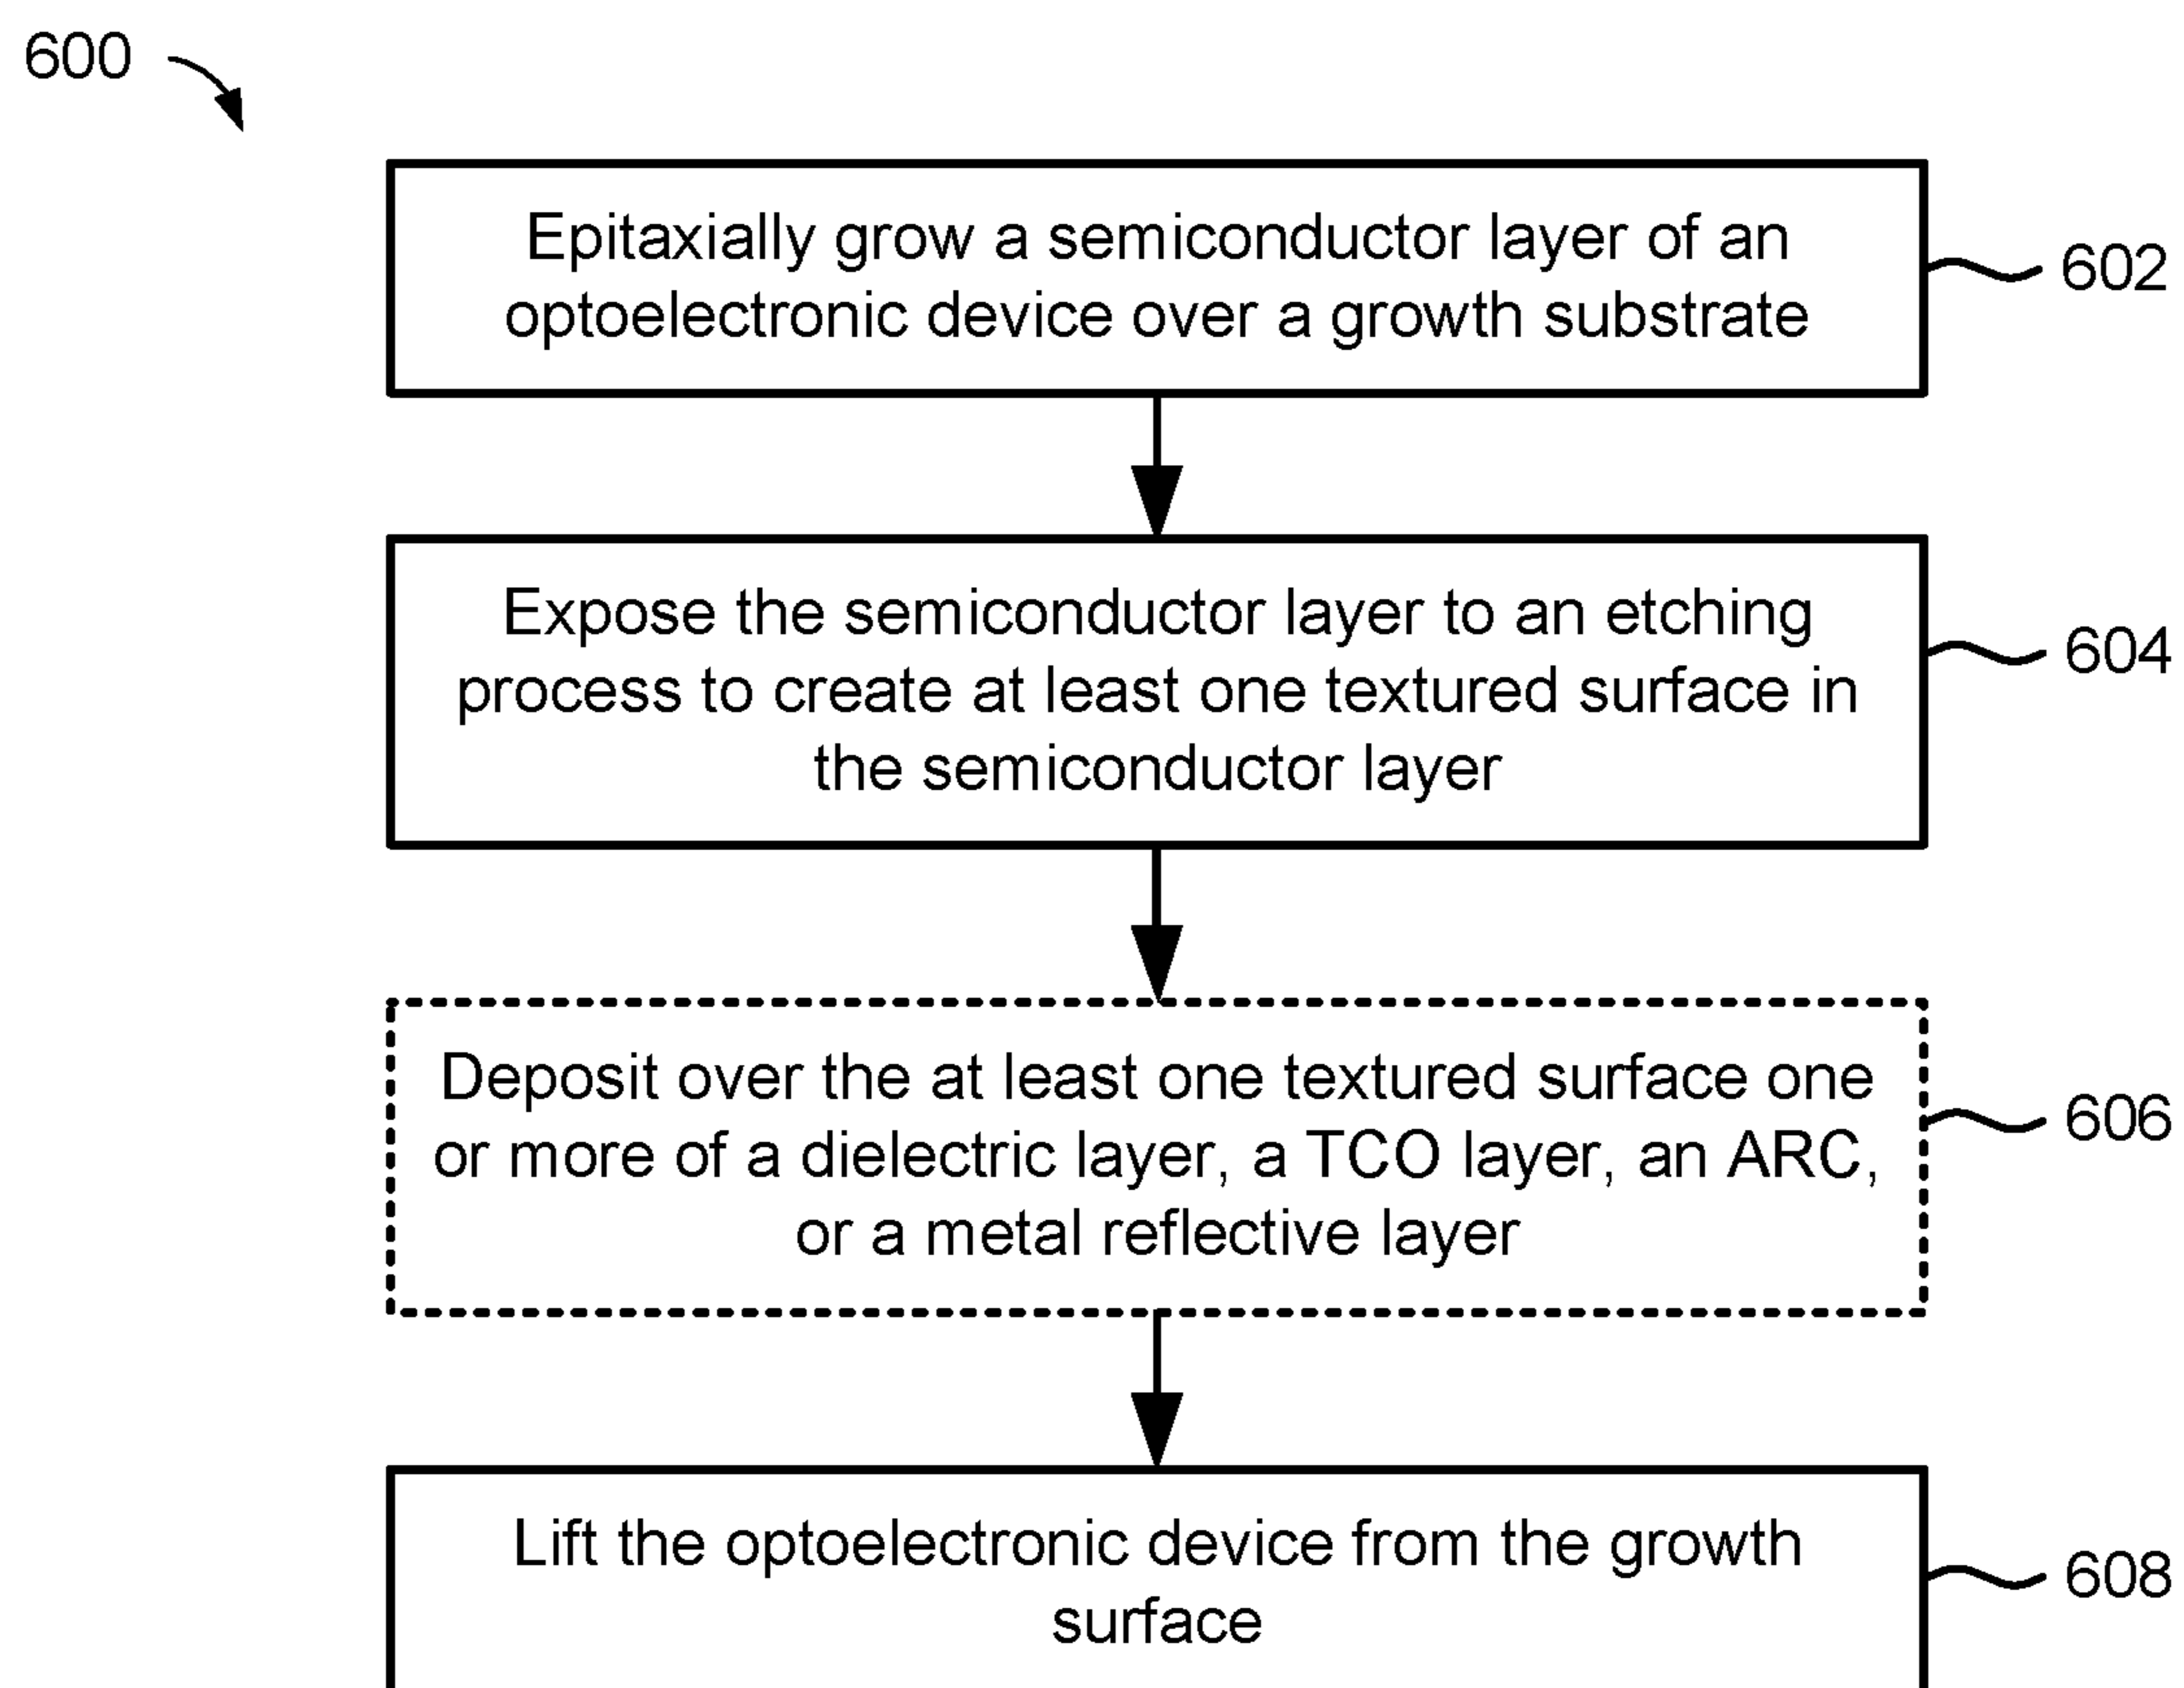 600
Epitaxially grow a semiconductor layer of an
optoelectronic device over a growth substrate
602
Expose the semiconductor layer to an etching
process to create at least one textured surface in
the semiconductor layer
604
Deposit over the at least one textured surface one
or more of a dielectric layer, a TCO layer, an ARC,
or a metal reflective layer
606
Lift the optoelectronic device from the growth
surface
608